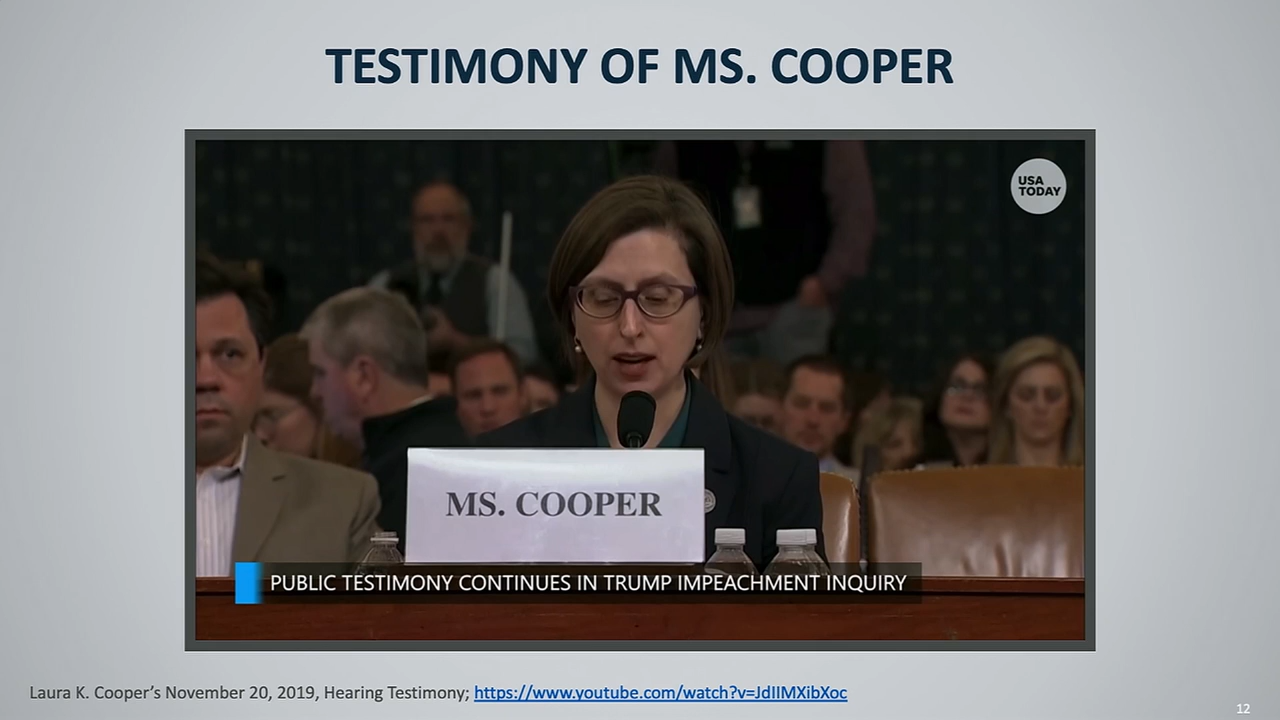 TESTIMONY OF MS. COOPER
USA
TODAY
MS. COOPER
PUBLIC TESTIMONY CONTINUES IN TRUMP IMPEACHMENT INQUIRY
Laura K. Cooper's November 20, 2019, Hearing Testimony; https://www.youtube.com/watch?v=JdIIMXibXoc
12